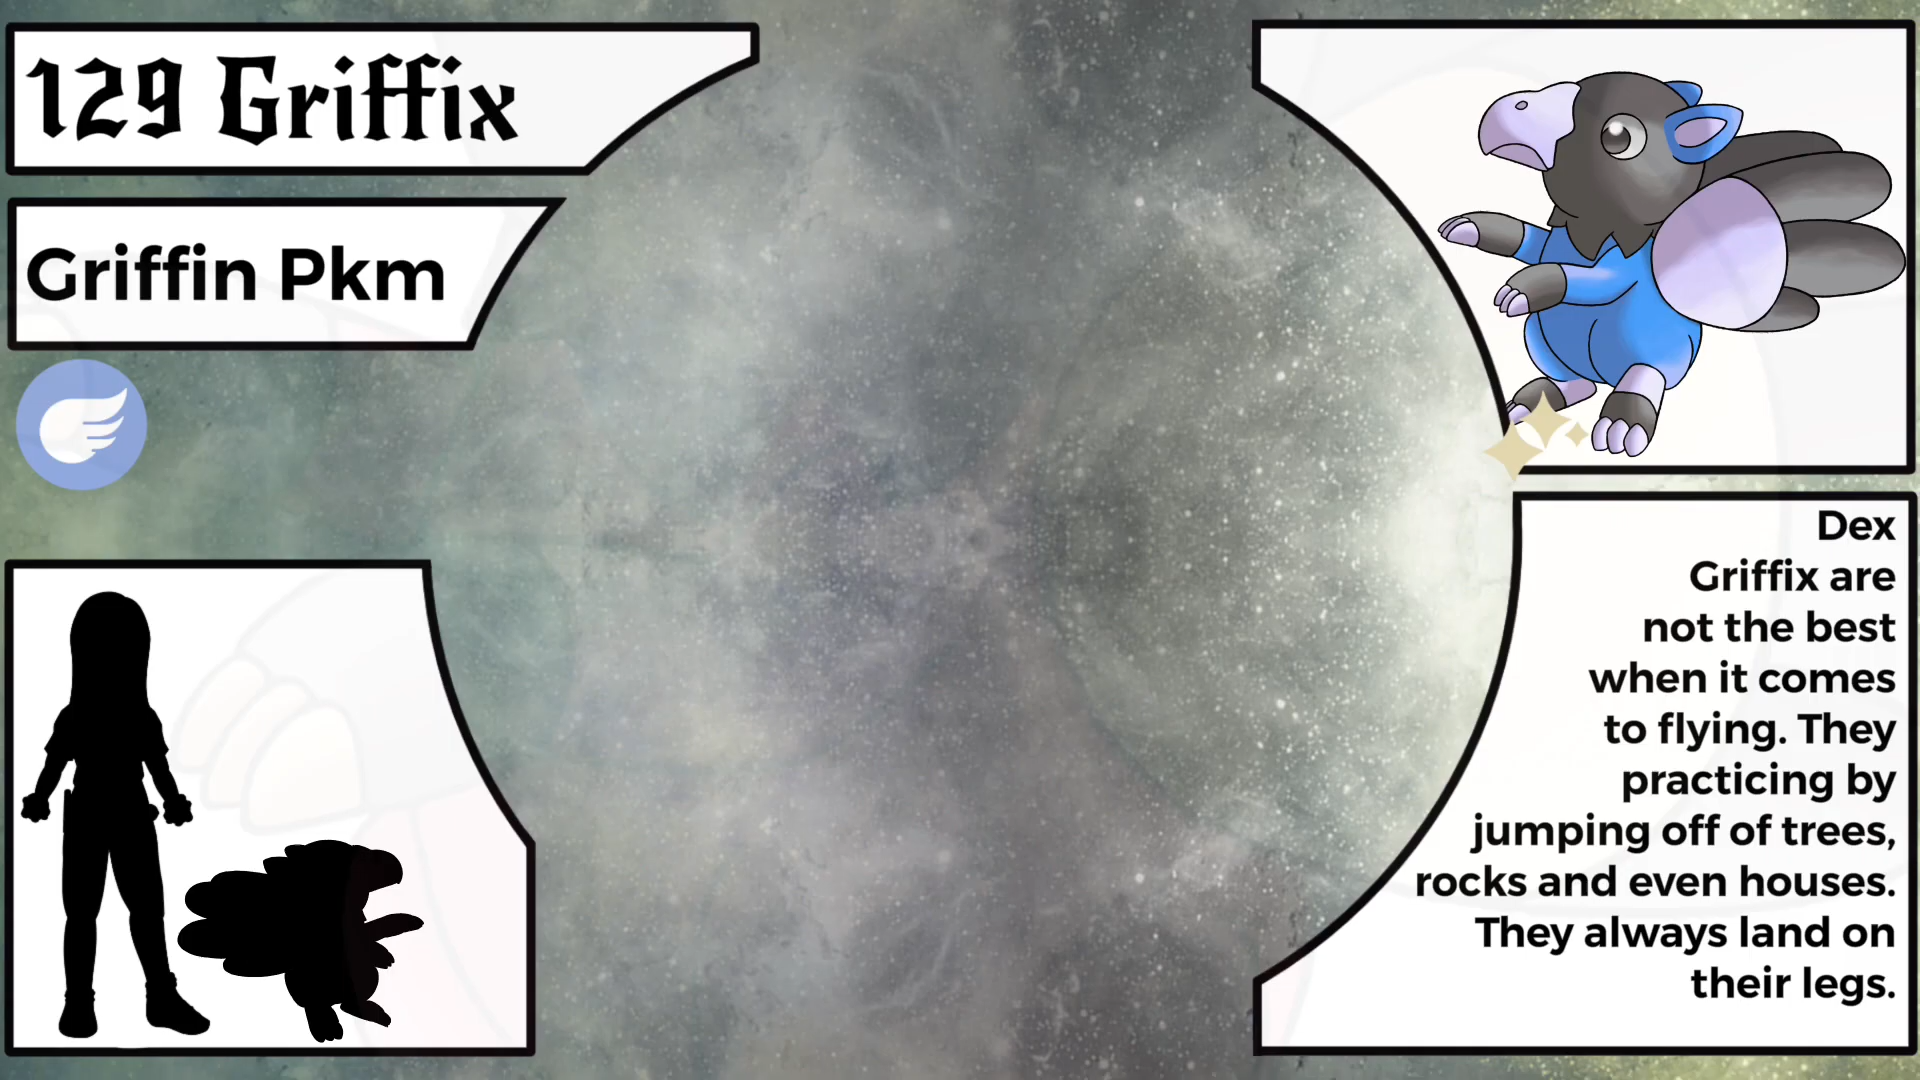 129 Griffix
Griffin Pkm
Dex
Griffix are
not the best
when it comes
to flying. They
practicing by
jumping off of trees,
rocks and even houses.
They always land on
their legs.